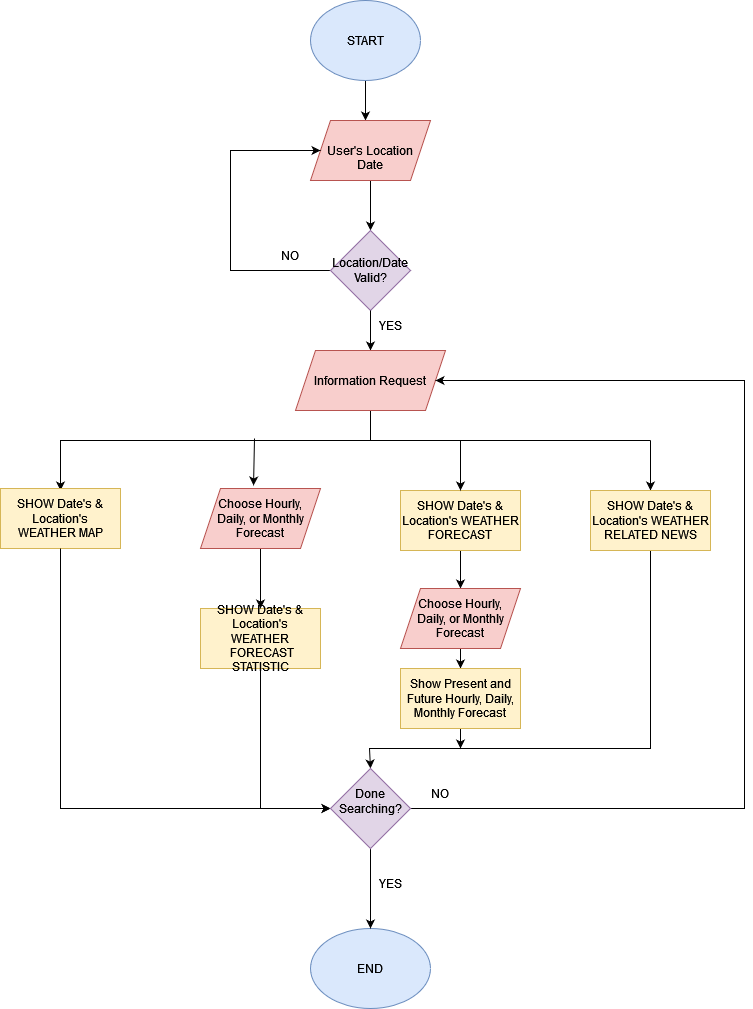 START
User's Location
Date
NO
Location/Date
Valid?
YES
Information Request
SHOW Date's &
Location's
WEATHER MAP
Choose Hourly,
Daily, or Monthly
Forecast
SHOW Date's &
Location's WEATHER
FORECAST
SHOW Date's &
Location's WEATHER
RELATED NEWS
SHOW Date's &
Location's
WEATHER
FORECAST
STATISTIC
Choose Hourly,
Daily, or Monthly
Forecast
Show Present and
Future Hourly, Daily,
Monthly Forecast
Done
Searching?
NO
YES
END